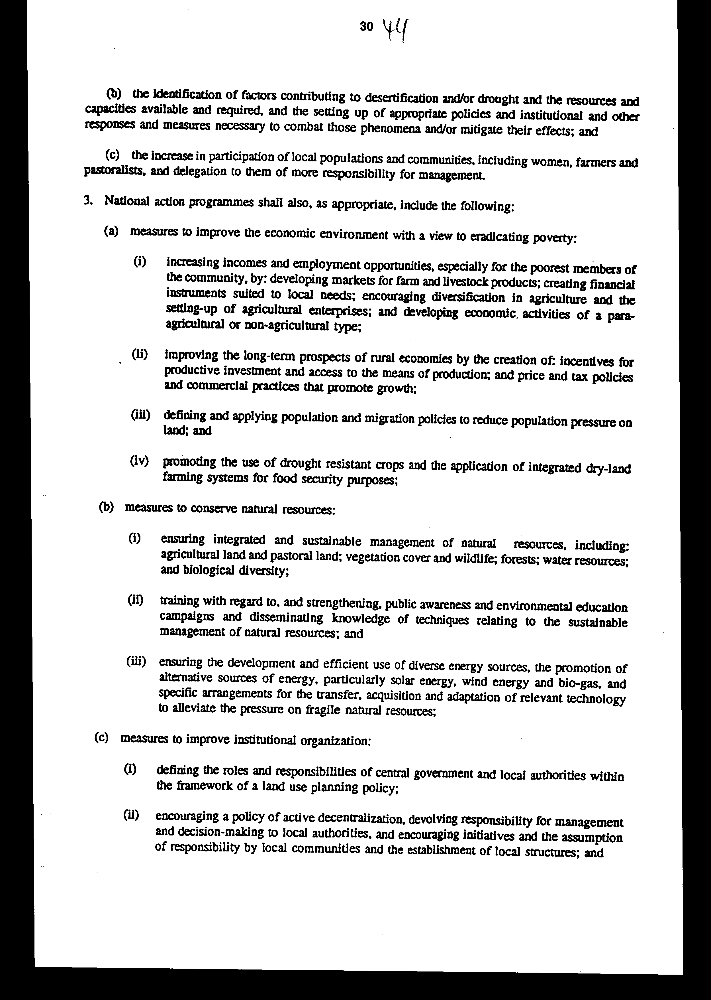 30 44
(b) the identification of factors contributing to desertification and/or drought and the resources and
capacities available and required, and the setting up of appropriate policies and institutional and other
responses and measures necessary to combat those phenomena and/or mitigate their effects; and
(c) the increase in participation of local populations and communities, including women, farmers and
pastoralists, and delegation to them of more responsibility for management.
3. National action programmes shall also, as appropriate, include the following:
(a) measures to improve the economic environment with a view to eradicating poverty:
(i) increasing incomes and employment opportunities, especially for the poorest members of
the community, by: developing markets for farm and livestock products; creating financial
instruments suited to local needs; encouraging diversification in agriculture and the
setting-up of agricultural enterprises; and developing economic activities of a para-
agricultural or non-agricultural type;
(ii) improving the long-term prospects of rural economies by the creation of: incentives for
productive investment and access to the means of production; and price and tax policies
and commercial practices that promote growth;
(iii) defining and applying population and migration policies to reduce population pressure on
land; and
(iv) promoting the use of drought resistant crops and the application of integrated dry-land
farming systems for food security purposes;
(b) measures to conserve natural resources:
(i) ensuring integrated and sustainable management of natural resources, including:
agricultural land and pastoral land; vegetation cover and wildlife; forests; water resources;
and biological diversity;
(ii) training with regard to, and strengthening, public awareness and environmental education
campaigns and disseminating knowledge of techniques relating to the sustainable
management of natural resources; and
(iii) ensuring the development and efficient use of diverse energy sources, the promotion of
alternative sources of energy, particularly solar energy, wind energy and bio-gas, and
specific arrangements for the transfer, acquisition and adaptation of relevant technology
to alleviate the pressure on fragile natural resources;
(c) measures to improve institutional organization:
(i) defining the roles and responsibilities of central government and local authorities within
the framework of a land use planning policy;
(ii) encouraging a policy of active decentralization, devolving responsibility for management
and decision-making to local authorities, and encouraging initiatives and the assumption
of responsibility by local communities and the establishment of local structures; and